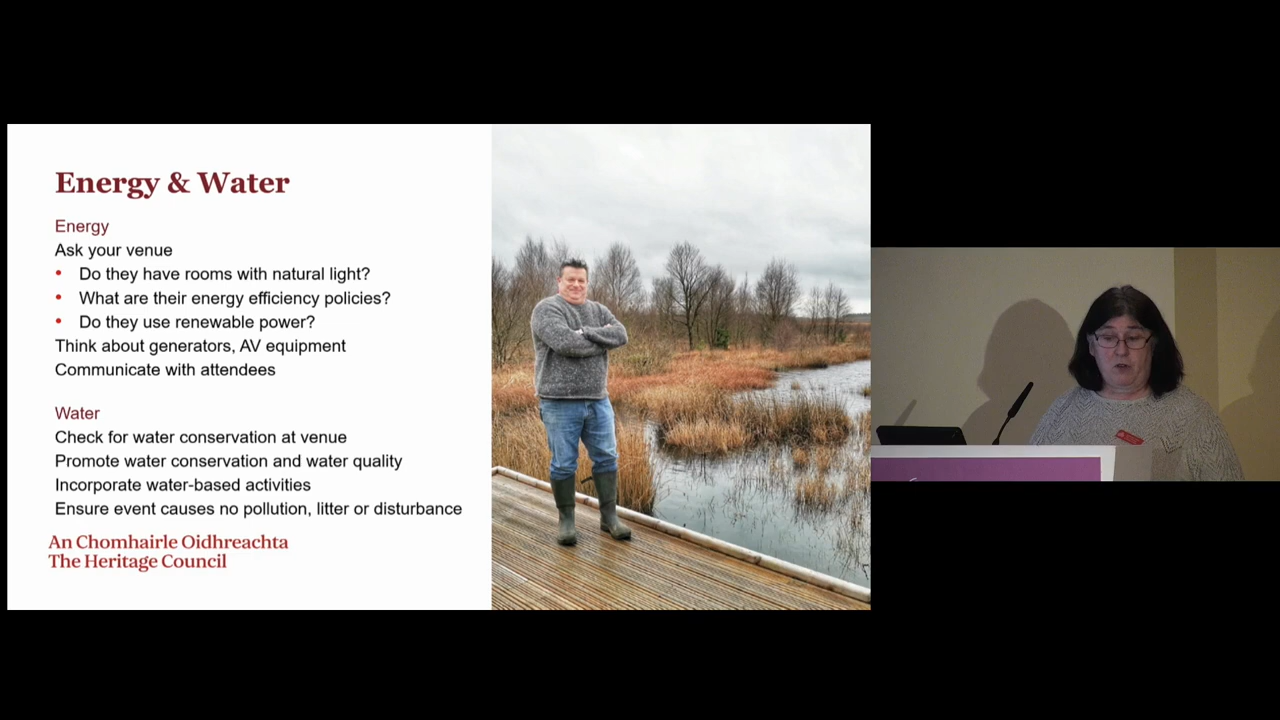 Energy & Water
Energy
Ask your venue
• Do they have rooms with natural light?
• What are their energy efficiency policies?
• Do they use renewable power?
Think about generators, AV equipment
Communicate with attendees
Water
Check for water conservation at venue
Promote water conservation and water quality
Incorporate water-based activities
Ensure event causes no pollution, litter or disturbance
An Chomhairle Oidhreachta
The Heritage Council